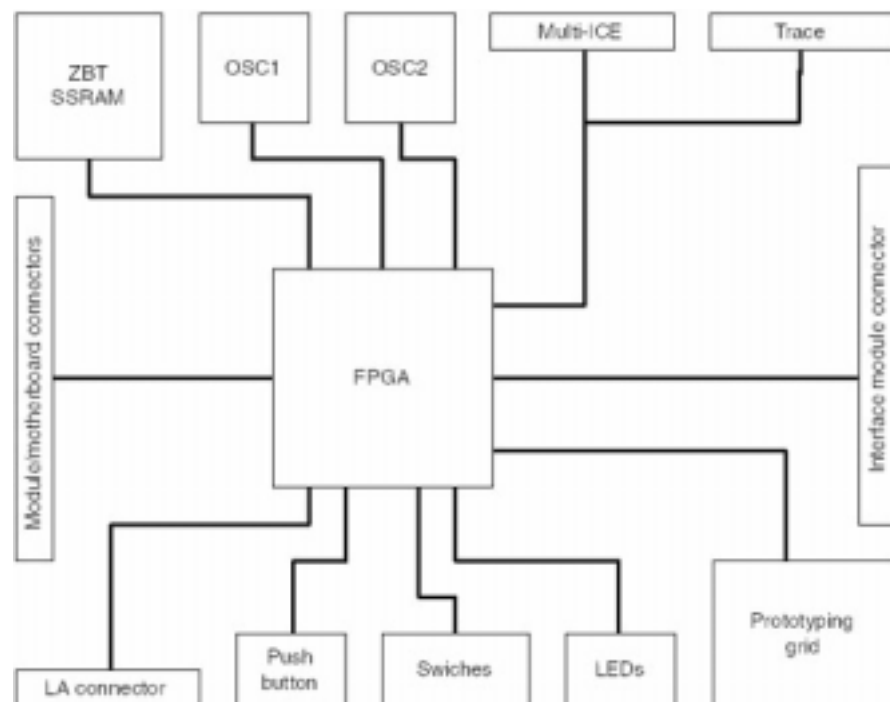 ZBT
SSRAM
OSC1
OSC2
Multi-ICE
Trace
Module/motherboard connectors
FPGA
Interface module connector
LA connector
Push
button
Swiches
LEDs
Prototyping
grid